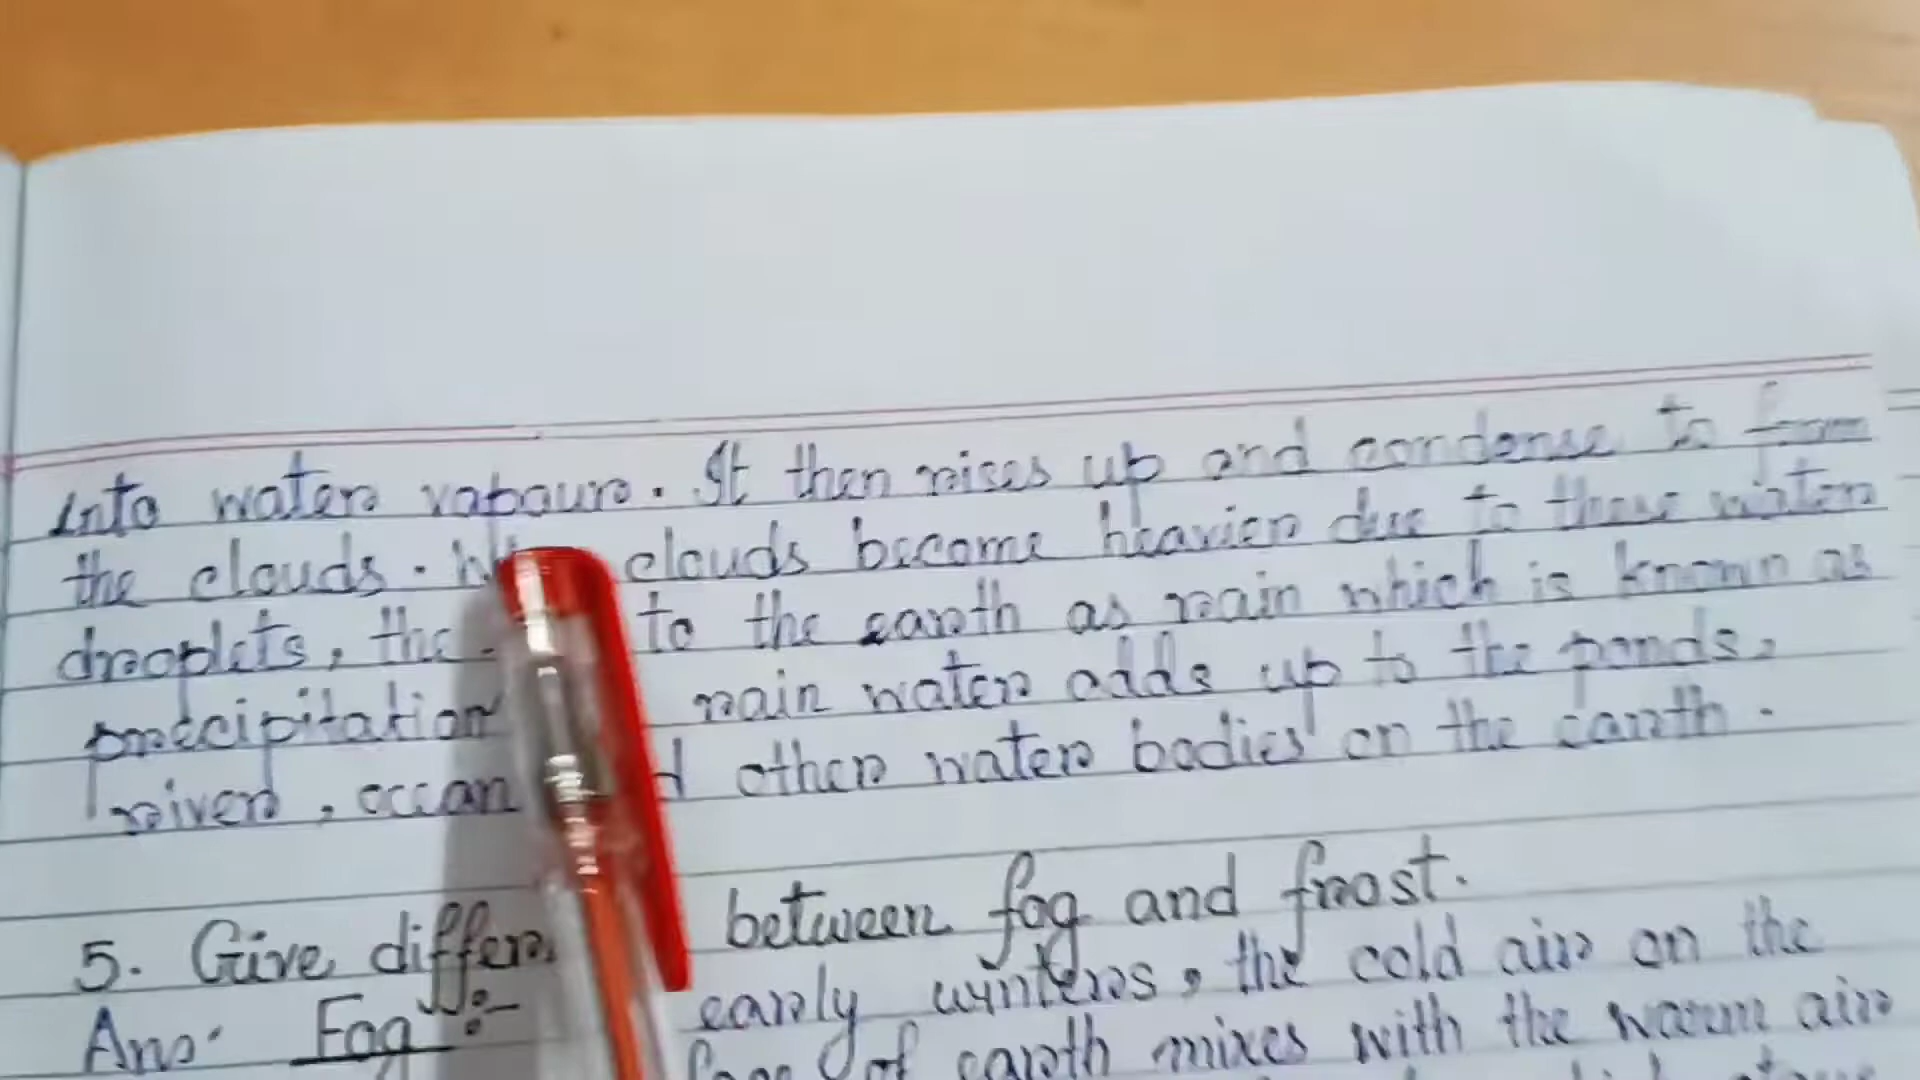 into water vapour. It then rises up and condense to form
the clouds. clouds become heavier due to these water
droplets, to the earth as rain which is known as
precipitation rain water adds up to the ponds,
river, ocean other water bodies on the earth.
5. Give between fog and frost.
Ans. Fog :- early winters, the cold air on the
of earth mixes with the warm air